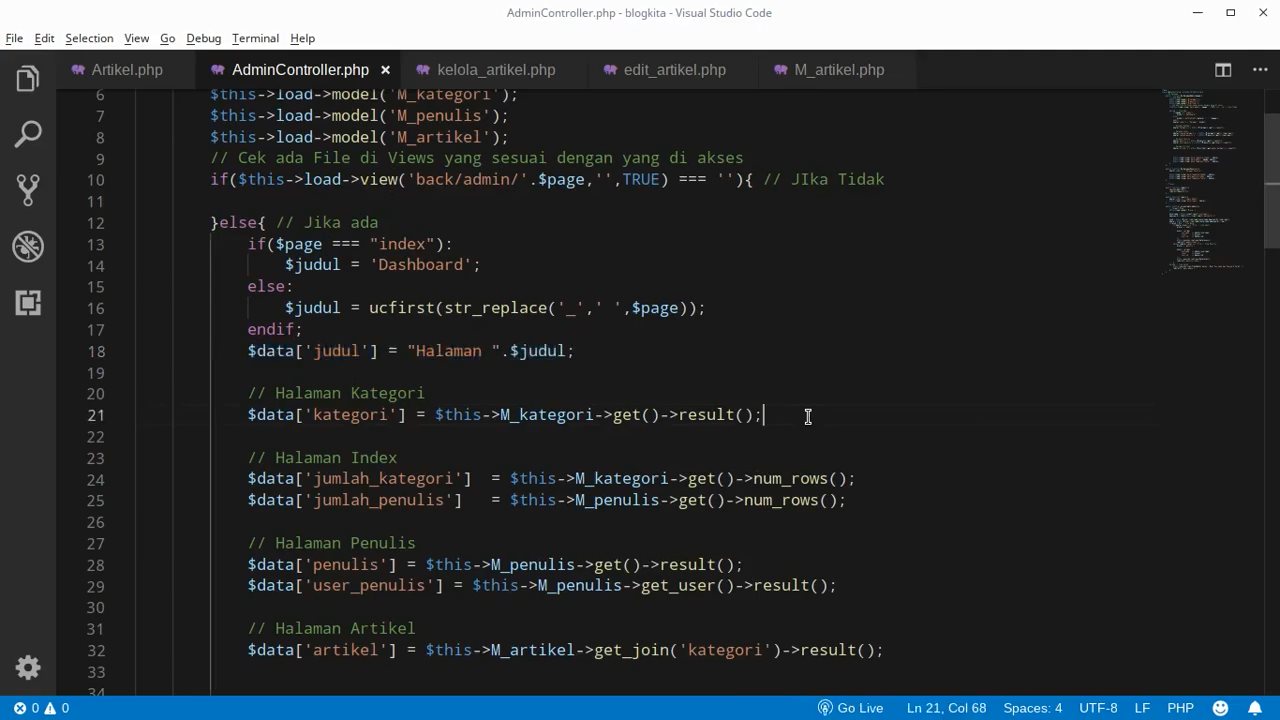 AdminController.php - blogkita - Visual Studio Code
File Edit Selection View Go Debug Terminal Help
Artikel.php AdminController.php × kelola_artikel.php edit_artikel.php M_artikel.php
6 $this->load->model('M_kategori');
7 $this->load->model('M_penulis');
8 $this->load->model('M_artikel');
9 // Cek ada File di Views yang sesuai dengan yang di akses
10 if($this->load->view('back/admin/'.$page,'',TRUE) === ''){ // JIka Tidak
11
12 }else{ // Jika ada
13 if($page === "index"):
14 $judul = 'Dashboard';
15 else:
16 $judul = ucfirst(str_replace('_',' ',$page));
17 endif;
18 $data['judul'] = "Halaman ".$judul;
19
20 // Halaman Kategori
21 $data['kategori'] = $this->M_kategori->get()->result();
22
23 // Halaman Index
24 $data['jumlah_kategori'] = $this->M_kategori->get()->num_rows();
25 $data['jumlah_penulis'] = $this->M_penulis->get()->num_rows();
26
27 // Halaman Penulis
28 $data['penulis'] = $this->M_penulis->get()->result();
29 $data['user_penulis'] = $this->M_penulis->get_user()->result();
30
31 // Halaman Artikel
32 $data['artikel'] = $this->M_artikel->get_join('kategori')->result();
33
34
0 0 Go Live Ln 21, Col 68 Spaces: 4 UTF-8 LF PHP